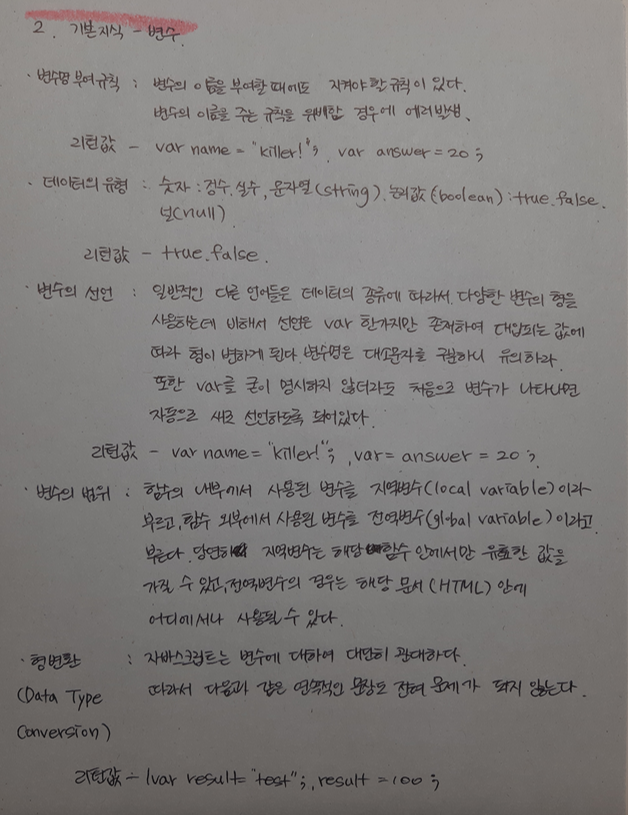 2. 기본지식 - 변수.
· 변수명 부여규칙 : 변수의 이름을 부여할 때에도 지켜야 할 규칙이 있다.
변수의 이름을 주는 규칙을 위배할 경우에 에러발생.
리턴값 - var name = "killer!"; var answer = 20;
· 데이터의 유형 : 숫자 : 정수.실수, 문자열(string). 논리값(boolean) : true.false.
널(null)
리턴값 - true.false.
· 변수의 선언 : 일반적인 다른 언어들은 데이터의 종류에 따라서 다양한 변수의 형을
사용하는데 비해서 선언은 var 한가지만 존재하여 대입되는 값에
따라 형이 변하게 된다. 변수명은 대소문자를 구분하니 유의하라.
또한 var를 굳이 명시하지 않더라도 처음으로 변수가 나타나면
자동으로 새로 선언하도록 되어있다.
리턴값 - var name = "killer!"; , var = answer = 20;
· 변수의 범위 : 함수의 내부에서 사용된 변수를 지역변수(local variable)이라
부르고, 함수 외부에서 사용된 변수를 전역변수(global variable)이라고
부른다. 당연히 지역변수는 해당 함수 안에서만 유효한 값을
가질 수 있고, 전역변수의 경우는 해당 문서(HTML) 안에
어디에서나 사용될 수 있다.
· 형변환 : 자바스크립트는 변수에 대하여 대단히 관대하다.
(Data Type 따라서 다음과 같은 연속적인 문장도 전혀 문제가 되지 않는다.
Conversion)
리턴값 - var result = "test"; , result = 100;